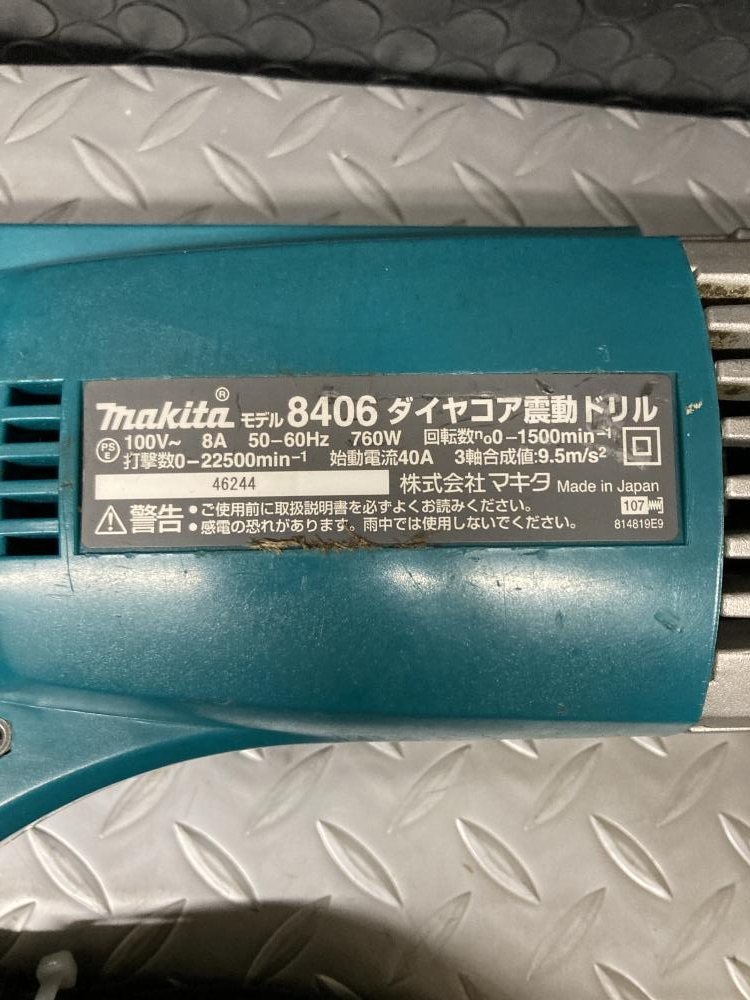 makita® モデル 8406 ダイヤコア震動ドリル
PSE 100V~ 8A 50-60Hz 760W 回転数n₀0-1500min⁻¹
打撃数0-22500min⁻¹ 始動電流40A 3軸合成値:9.5m/s²
46244 株式会社マキタ Made in Japan
警告 ●ご使用前に取扱説明書を必ずよくお読みください。 107
●感電の恐れがあります。雨中では使用しないでください。 814819E9